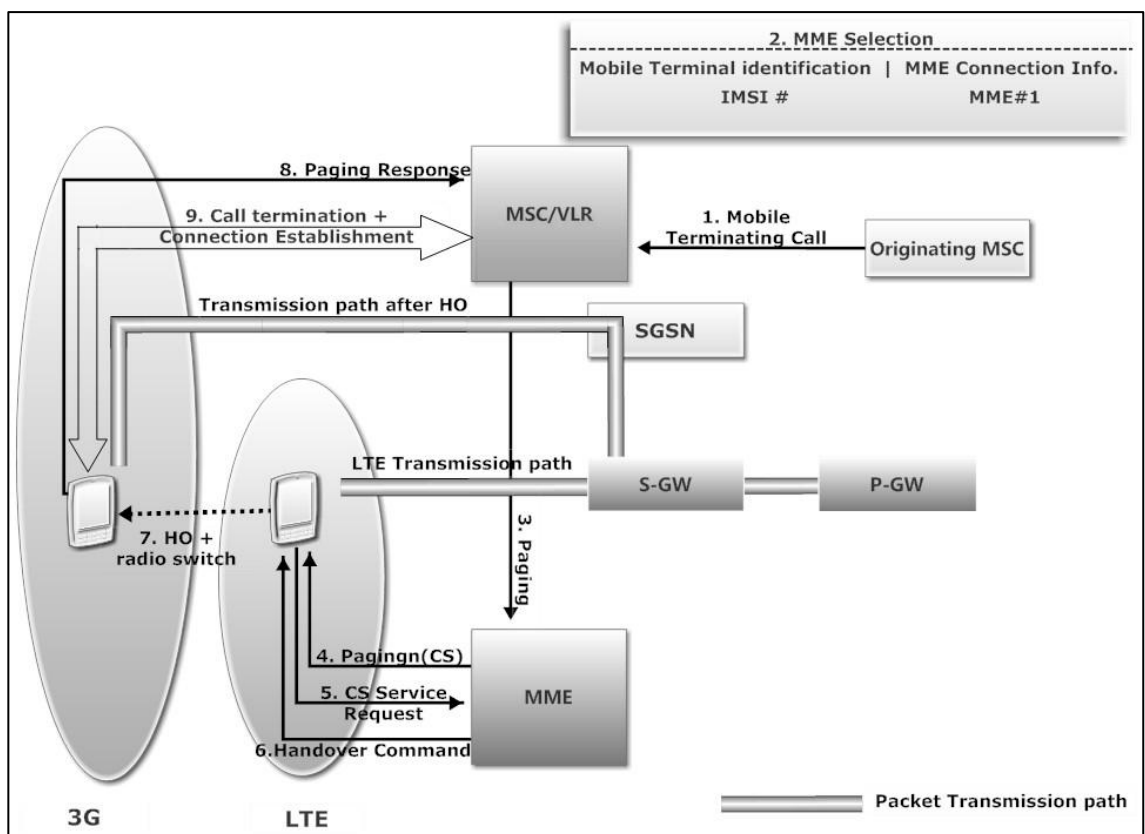 2. MME Selection
Mobile Terminal identification | MME Connection Info.
IMSI # MME#1
8. Paging Response
MSC/VLR
9. Call termination +
Connection Establishment
1. Mobile
Terminating Call
Originating MSC
Transmission path after HO
SGSN
LTE Transmission path
S-GW
P-GW
7. HO +
radio switch
3. Paging
4. Pagingn(CS)
5. CS Service
Request
MME
6.Handover Command
3G
LTE
Packet Transmission path